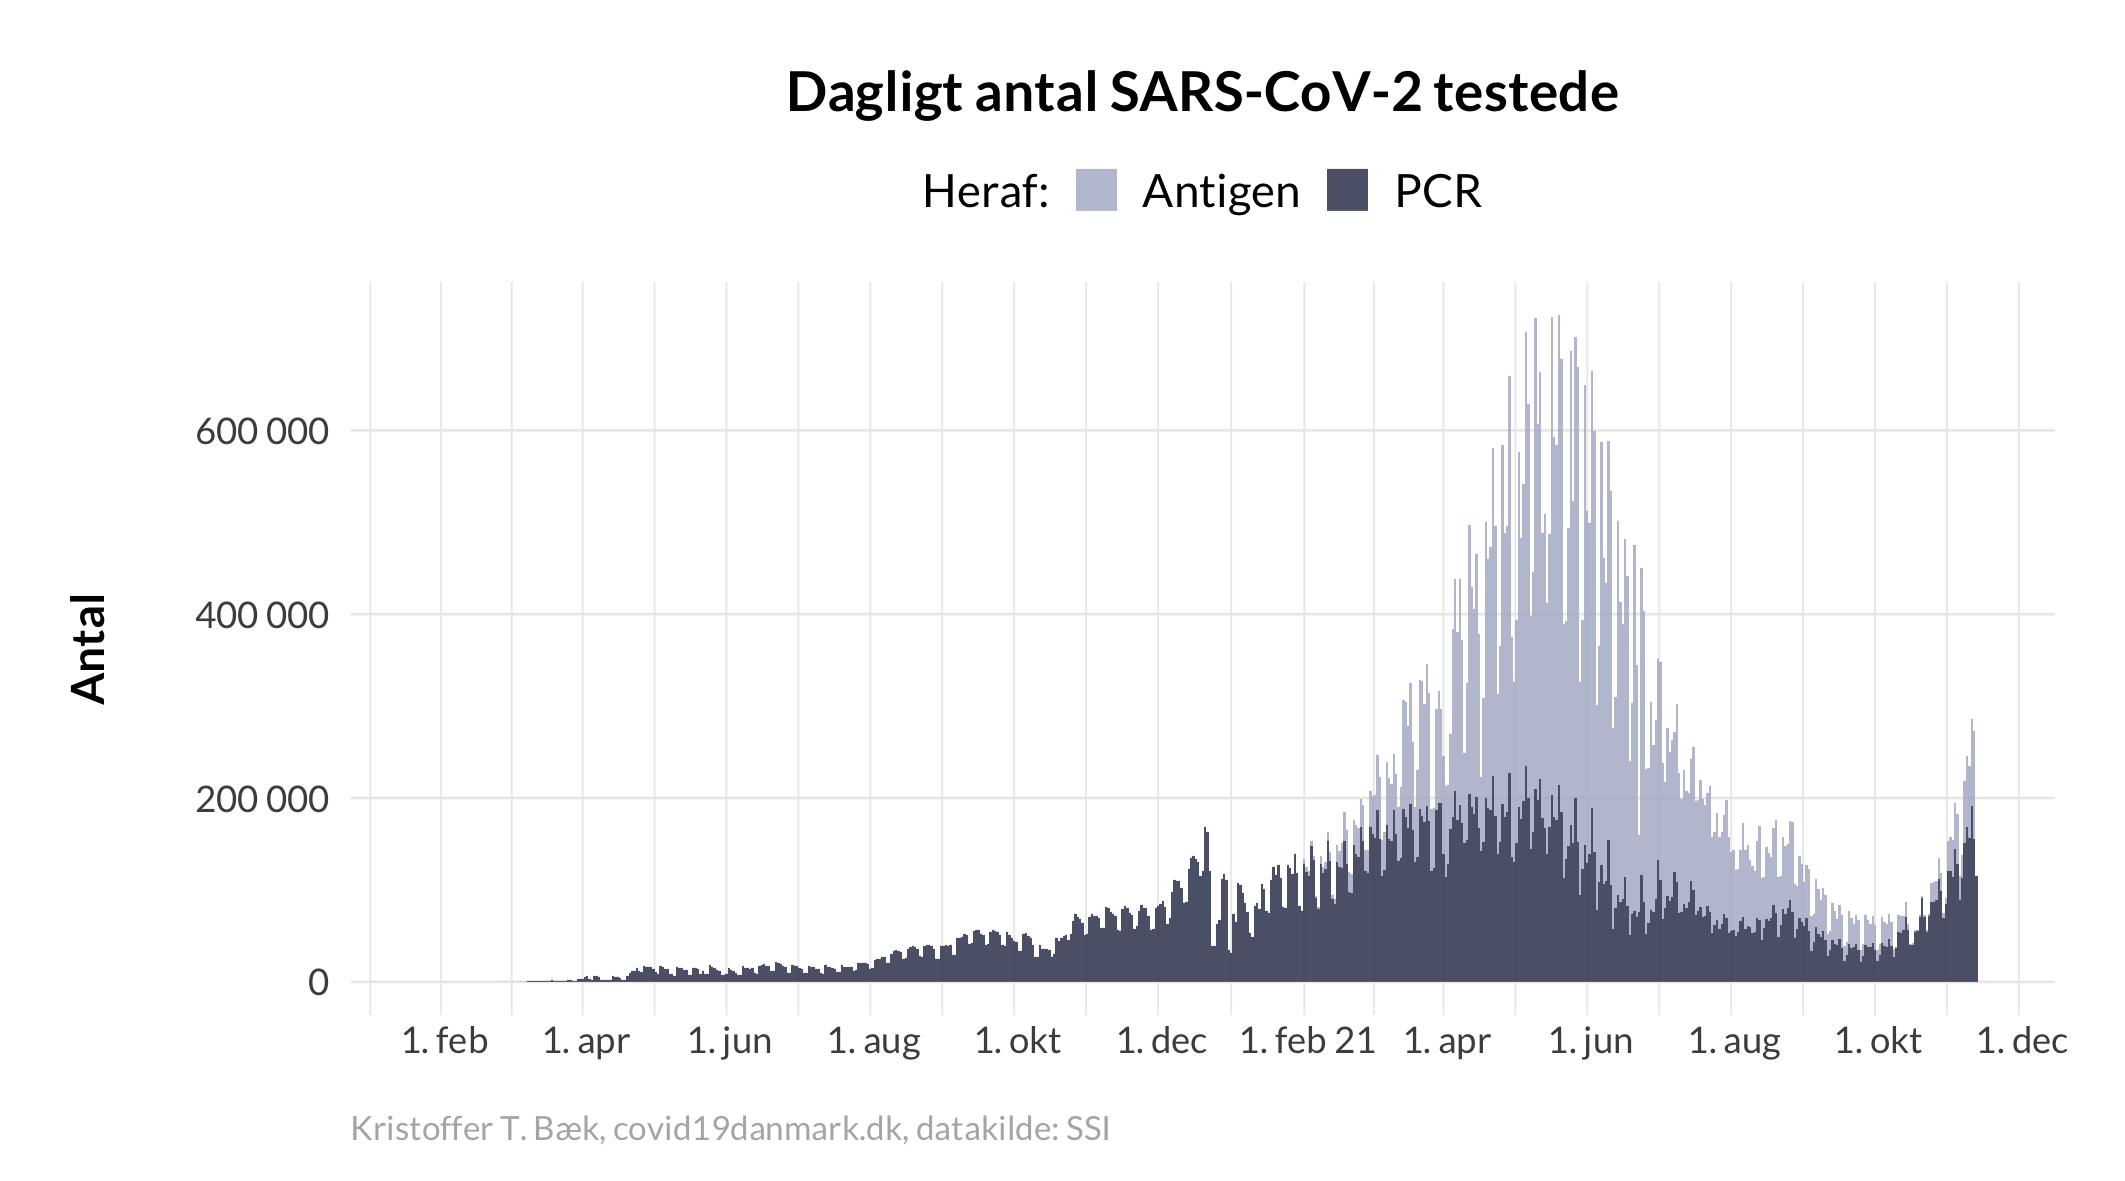 Dagligt antal SARS-CoV-2 testede
Heraf: Antigen PCR
600 000
400 000
200 000
0
Antal
1. feb 1. apr 1. jun 1. aug 1. okt 1. dec 1. feb 21 1. apr 1. jun 1. aug 1. okt 1. dec
Kristoffer T. Bæk, covid19danmark.dk, datakilde: SSI